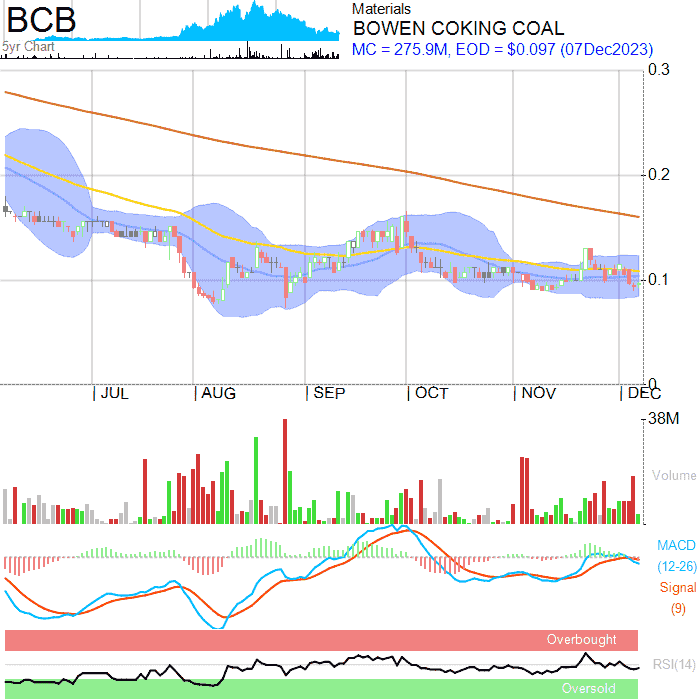 BCB
5yr Chart
Materials
BOWEN COKING COAL
MC = 275.9M, EOD = $0.097 (07Dec2023)
0.3
0.2
0.1
0
JUL
AUG
SEP
OCT
NOV
DEC
38M
Volume
MACD
(12-26)
Signal
(9)
Overbought
RSI(14)
Oversold